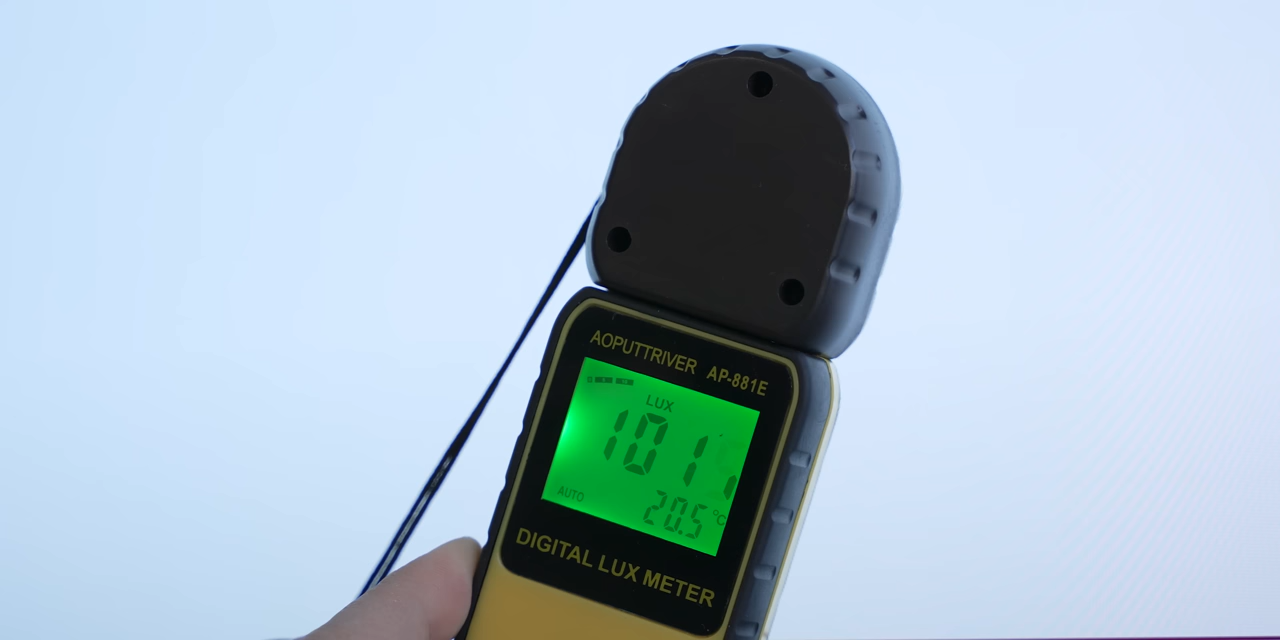 AOPUTTRIVER AP-881E
LUX
101
AUTO
20.5 °C
DIGITAL LUX METER